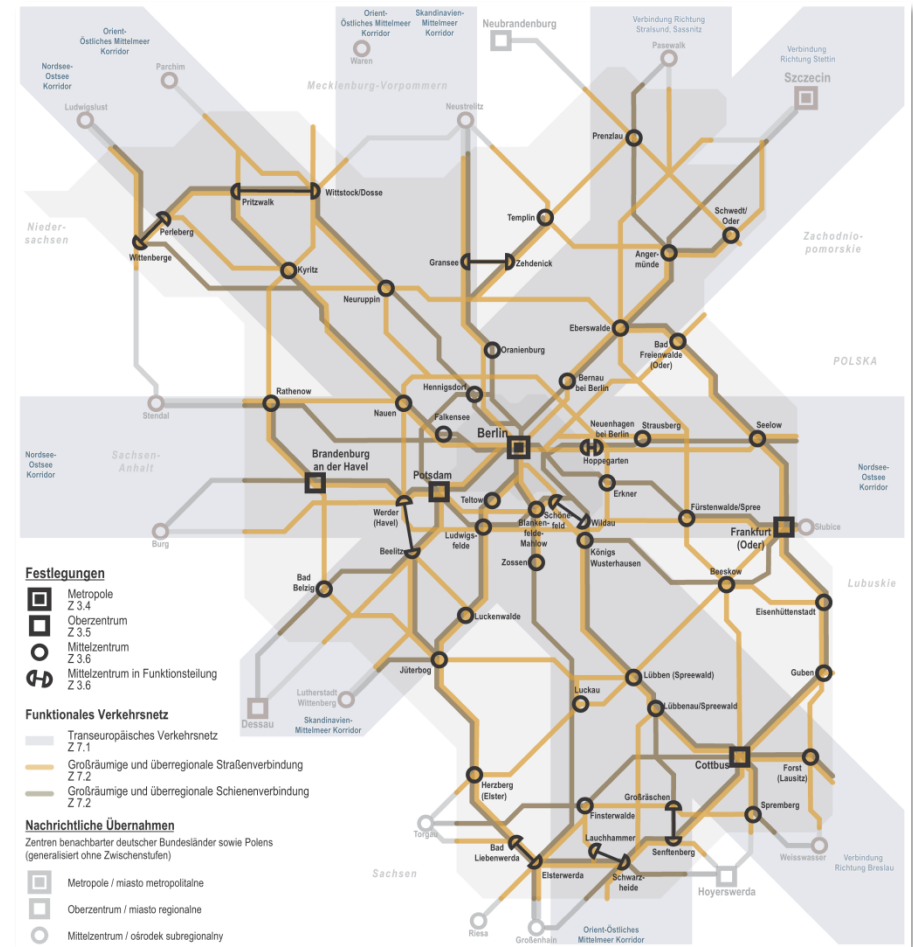 Orient-
Östliches Mittelmeer
Korridor
Skandinavien-
Mittelmeer
Korridor
Neubrandenburg
Verbindung Richtung
Stralsund, Sassnitz
Orient-
Östliches Mittelmeer
Korridor
Pasewalk
Verbindung
Richtung Stettin
Waren
Nordsee-
Ostsee
Korridor
Parchim
Szczecin
Mecklenburg-Vorpommern
Ludwigslust
Neustrelitz
Prenzlau
Pritzwalk
Wittstock/Dosse
Schwedt/
Oder
Templin
Perleberg
Nieder-
sachsen
Zachodnio-
pomorskie
Wittenberge
Gransee
Zehdenick
Anger-
münde
Kyritz
Neuruppin
Eberswalde
Bad
Freienwalde
(Oder)
Oranienburg
POLSKA
Bernau
bei Berlin
Hennigsdorf
Rathenow
Nauen
Stendal
Falkensee
Neuenhagen
bei Berlin
Strausberg
Seelow
Berlin
Sachsen-
Anhalt
Nordsee-
Ostsee
Korridor
Brandenburg
an der Havel
Hoppegarten
Nordsee-
Ostsee
Korridor
Potsdam
Erkner
Teltow
Werder
(Havel)
Schöne-
feld
Fürstenwalde/Spree
Wildau
Burg
Ludwigs-
felde
Blanken-
felde-
Mahlow
Frankfurt
(Oder)
Słubice
Beelitz
Zossen
Königs
Wusterhausen
Beeskow
Lubuskie
Bad
Belzig
Eisenhüttenstadt
Luckenwalde
Jüterbog
Lübben (Spreewald)
Guben
Luckau
Lutherstadt
Wittenberg
Lübbenau/Spreewald
Dessau
Skandinavien-
Mittelmeer Korridor
Cottbus
Forst
(Lausitz)
Herzberg
(Elster)
Großräschen
Finsterwalde
Spremberg
Torgau
Lauchhammer
Bad
Liebenwerda
Senftenberg
Weisswasser
Verbindung
Richtung Breslau
Elsterwerda
Schwarz-
heide
Sachsen
Hoyerswerda
Riesa
Großenhain
Orient-Östliches
Mittelmeer Korridor
Festlegungen
Metropole
Z 3.4
Oberzentrum
Z 3.5
Mittelzentrum
Z 3.6
Mittelzentrum in Funktionsteilung
Z 3.6
Funktionales Verkehrsnetz
Transeuropäisches Verkehrsnetz
Z 7.1
Großräumige und überregionale Straßenverbindung
Z 7.2
Großräumige und überregionale Schienenverbindung
Z 7.2
Nachrichtliche Übernahmen
Zentren benachbarter deutscher Bundesländer sowie Polens
(generalisiert ohne Zwischenstufen)
Metropole / miasto metropolitalne
Oberzentrum / miasto regionalne
Mittelzentrum / ośrodek subregionalny